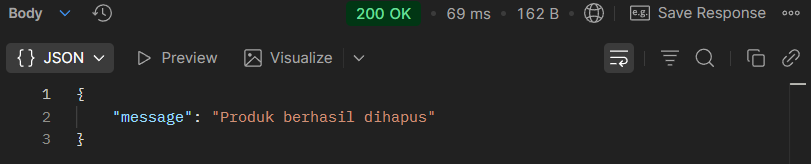 Body 200 OK • 69 ms • 162 B • e.g. Save Response
{} JSON Preview Visualize
1 {
2 "message": "Produk berhasil dihapus"
3 }